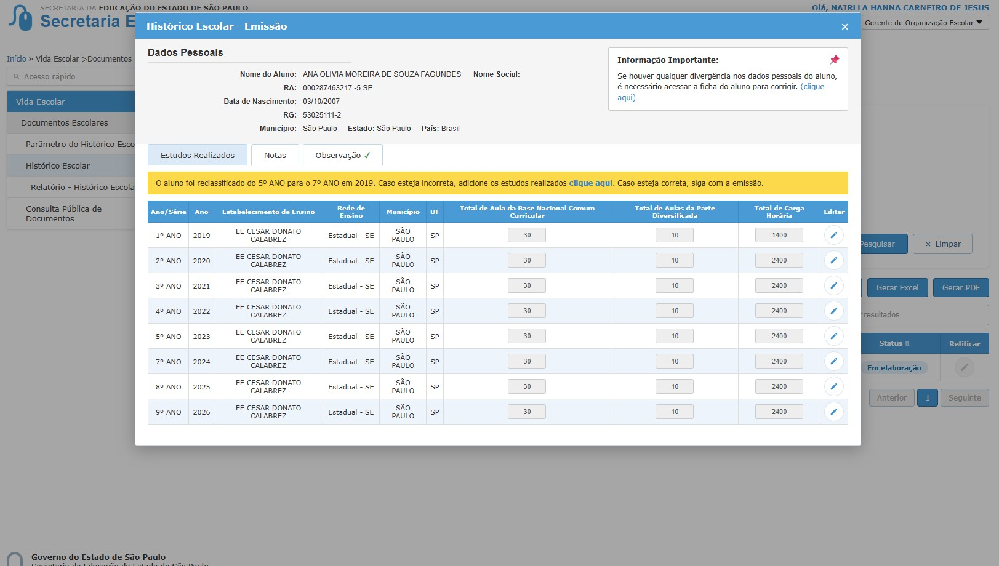 SECRETARIA DA EDUCAÇÃO DO ESTADO DE SÃO PAULO
Secretaria E
Olá, NAIRLLA HANNA CARNEIRO DE JESUS
Gerente de Organização Escolar
Início » Vida Escolar >Documentos
Acesso rápido
Vida Escolar
Documentos Escolares
Parâmetro do Histórico Esco
Histórico Escolar
Relatório - Histórico Escola
Consulta Pública de
Documentos
Histórico Escolar - Emissão
×
Dados Pessoais
Nome do Aluno: ANA OLIVIA MOREIRA DE SOUZA FAGUNDES Nome Social:
RA: 000287463217 -5 SP
Data de Nascimento: 03/10/2007
RG: 53025111-2
Município: São Paulo Estado: São Paulo País: Brasil
Informação Importante:
Se houver qualquer divergência nos dados pessoais do aluno,
é necessário acessar a ficha do aluno para corrigir. (clique
aqui)
Estudos Realizados Notas Observação ✓
O aluno foi reclassificado do 5º ANO para o 7º ANO em 2019. Caso esteja incorreta, adicione os estudos realizados clique aqui. Caso esteja correta, siga com a emissão.
Ano/Série Ano Estabelecimento de Ensino Rede de Ensino Município UF Total de Aula da Base Nacional Comum Curricular Total de Aulas da Parte Diversificada Total de Carga Horária Editar
1º ANO 2019 EE CESAR DONATO CALABREZ Estadual - SE SÃO PAULO SP 30 10 1400
2º ANO 2020 EE CESAR DONATO CALABREZ Estadual - SE SÃO PAULO SP 30 10 2400
3º ANO 2021 EE CESAR DONATO CALABREZ Estadual - SE SÃO PAULO SP 30 10 2400
4º ANO 2022 EE CESAR DONATO CALABREZ Estadual - SE SÃO PAULO SP 30 10 2400
5º ANO 2023 EE CESAR DONATO CALABREZ Estadual - SE SÃO PAULO SP 30 10 2400
7º ANO 2024 EE CESAR DONATO CALABREZ Estadual - SE SÃO PAULO SP 30 10 2400
8º ANO 2025 EE CESAR DONATO CALABREZ Estadual - SE SÃO PAULO SP 30 10 2400
9º ANO 2026 EE CESAR DONATO CALABREZ Estadual - SE SÃO PAULO SP 30 10 2400
Pesquisar × Limpar
Gerar Excel Gerar PDF
resultados
Status Retificar
Em elaboração
Anterior 1 Seguinte
Governo do Estado de São Paulo
Secretaria da Educação do Estado de São Paulo